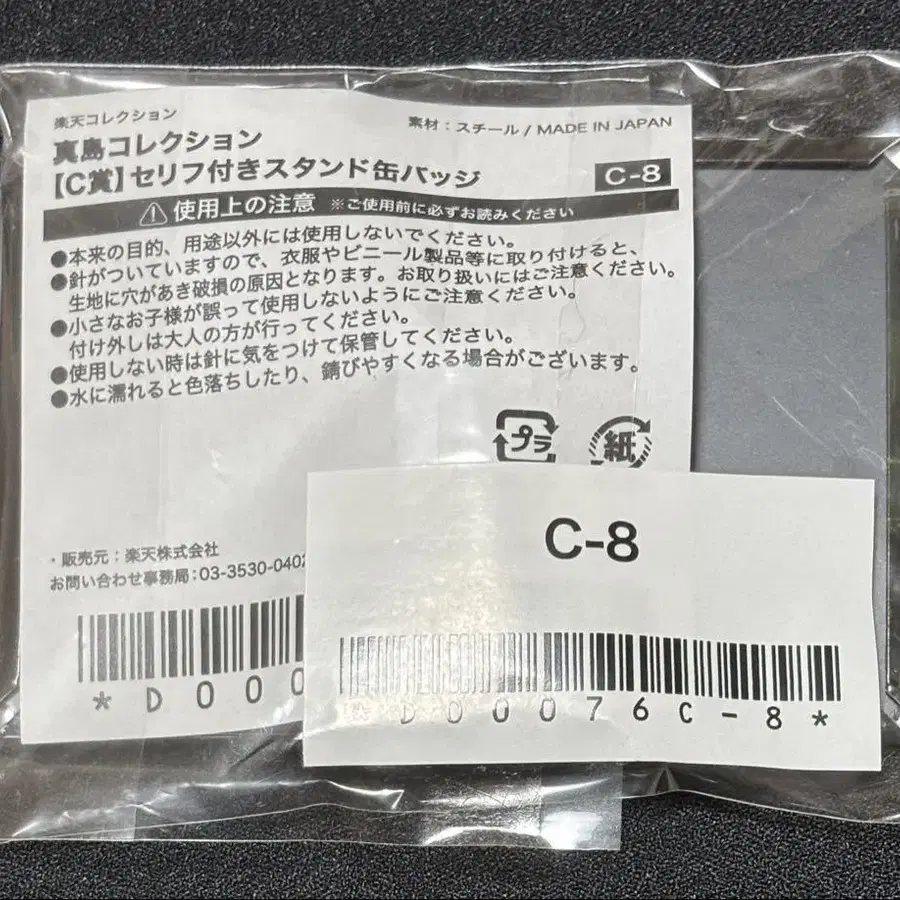 楽天コレクション
素材：スチール / MADE IN JAPAN
真島コレクション
【C賞】セリフ付きスタンド缶バッジ
C-8
使用上の注意 ※ご使用前に必ずお読みください
●本来の目的、用途以外には使用しないでください。
●針がついていますので、衣服やビニール製品等に取り付けると、
生地に穴があき破損の原因となります。お取り扱いにはご注意ください。
●小さなお子様が誤って使用しないようにご注意ください。
付け外しは大人の方が行ってください。
●使用しない時は針に気をつけて保管してください。
●水に濡れると色落ちしたり、錆びやすくなる場合がございます。
プラ
紙
・販売元：楽天株式会社
お問い合わせ事務局：03-3530-0402
*D000
C-8
*D00076C-8*